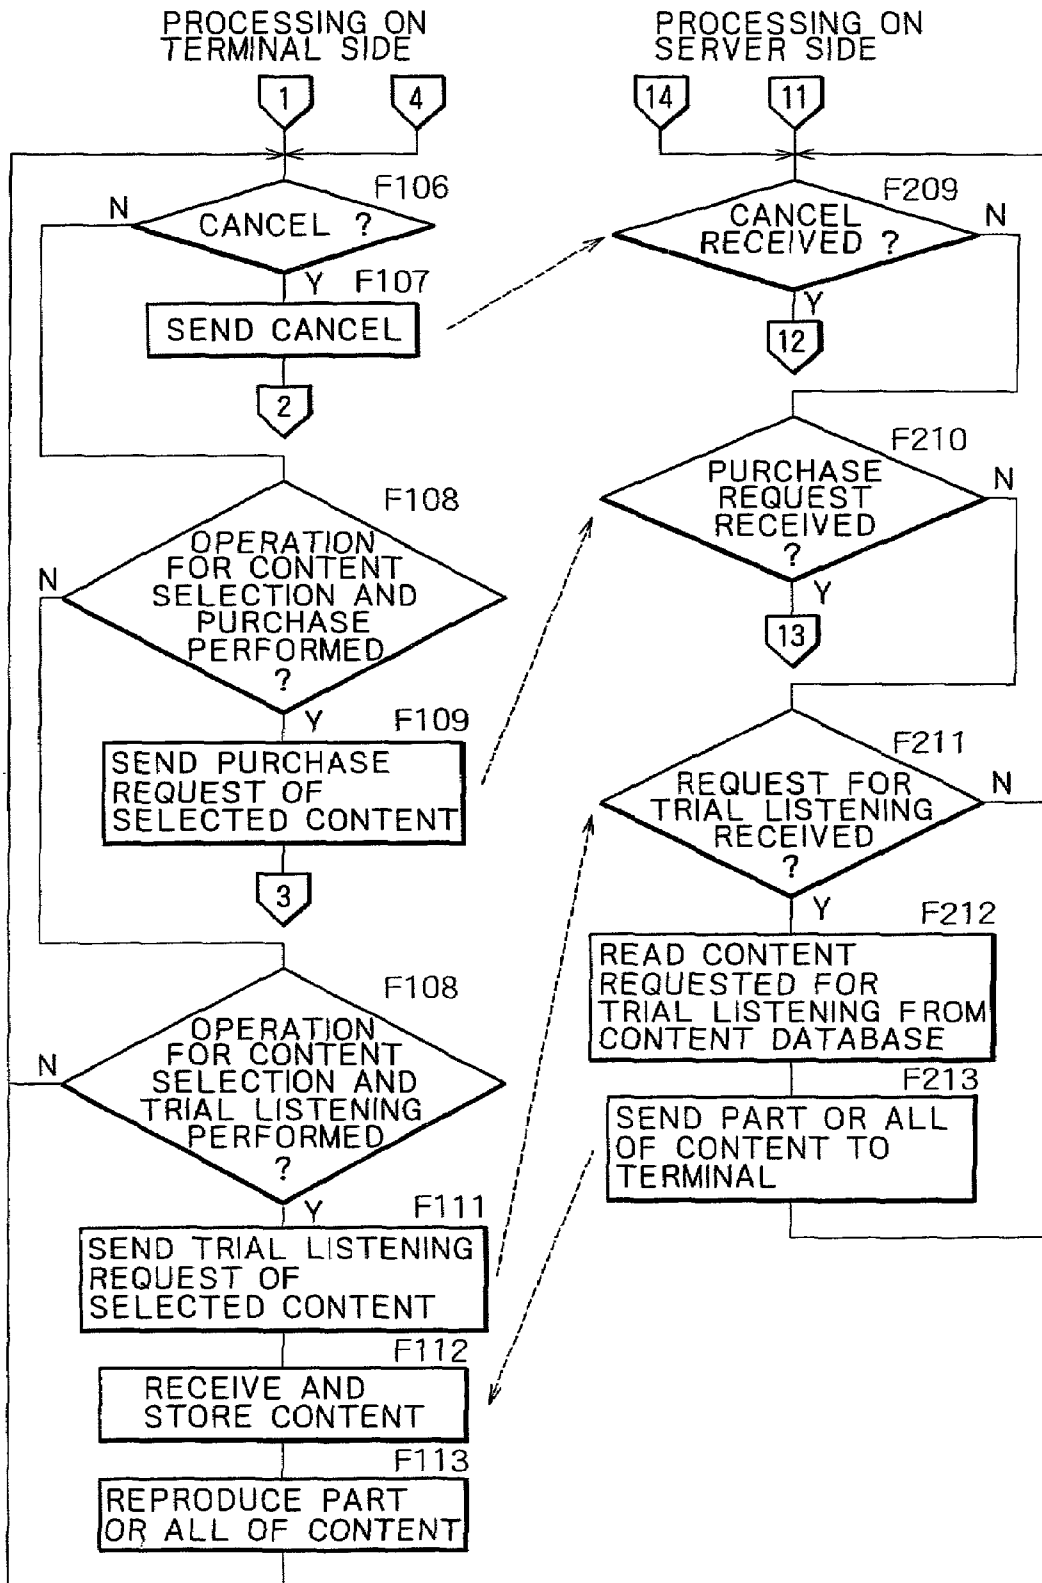 PROCESSING ON
TERMINAL SIDE
1
4
N
F106
CANCEL ?
Y
F107
SEND CANCEL
2
F108
N
OPERATION
FOR CONTENT
SELECTION AND
PURCHASE
PERFORMED
?
Y
F109
SEND PURCHASE
REQUEST OF
SELECTED CONTENT
3
F108
N
OPERATION
FOR CONTENT
SELECTION AND
TRIAL LISTENING
PERFORMED
?
Y
F111
SEND TRIAL LISTENING
REQUEST OF
SELECTED CONTENT
F112
RECEIVE AND
STORE CONTENT
F113
REPRODUCE PART
OR ALL OF CONTENT
PROCESSING ON
SERVER SIDE
14
11
F209
N
CANCEL
RECEIVED ?
Y
12
F210
N
PURCHASE
REQUEST
RECEIVED
?
Y
13
F211
N
REQUEST FOR
TRIAL LISTENING
RECEIVED
?
Y
F212
READ CONTENT
REQUESTED FOR
TRIAL LISTENING FROM
CONTENT DATABASE
F213
SEND PART OR ALL
OF CONTENT TO
TERMINAL